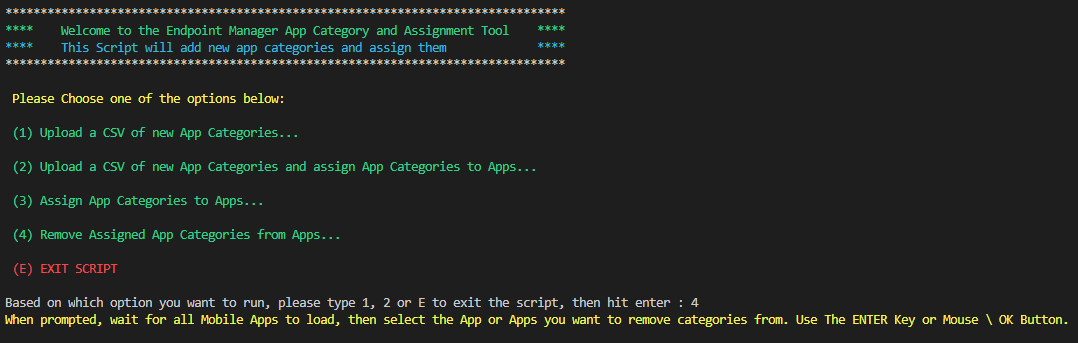 ********************************************************************************
****    Welcome to the Endpoint Manager App Category and Assignment Tool    ****
****    This Script will add new app categories and assign them             ****
********************************************************************************
Please Choose one of the options below:
(1) Upload a CSV of new App Categories...
(2) Upload a CSV of new App Categories and assign App Categories to Apps...
(3) Assign App Categories to Apps...
(4) Remove Assigned App Categories from Apps...
(E) EXIT SCRIPT
Based on which option you want to run, please type 1, 2 or E to exit the script, then hit enter : 4
When prompted, wait for all Mobile Apps to load, then select the App or Apps you want to remove categories from. Use The ENTER Key or Mouse \ OK Button.